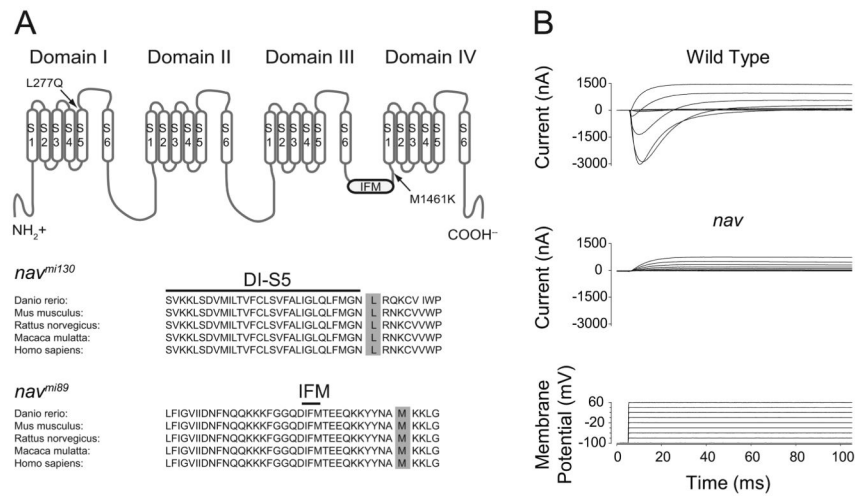 A
Domain I
Domain II
Domain III
Domain IV
L277Q
S1 S2 S3 S4 S5 S6
S1 S2 S3 S4 S5 S6
S1 S2 S3 S4 S5 S6
S1 S2 S3 S4 S5 S6
IFM
M1461K
NH2+
COOH–
nav mi130
DI-S5
Danio rerio: SVKKLSDVMILTVFCLSVFALIGLQLFMGN L RQKCV IWP
Mus musculus: SVKKLSDVMILTVFCLSVFALIGLQLFMGN L RNKCVVWP
Rattus norvegicus: SVKKLSDVMILTVFCLSVFALIGLQLFMGN L RNKCVVWP
Macaca mulatta: SVKKLSDVMILTVFCLSVFALIGLQLFMGN L RNKCVVWP
Homo sapiens: SVKKLSDVMILTVFCLSVFALIGLQLFMGN L RNKCVVWP
nav mi89
IFM
Danio rerio: LFIGVIIDNFNQQKKKFGGQDIFMTEEQKKYYNA M KKLG
Mus musculus: LFIGVIIDNFNQQKKKFGGQDIFMTEEQKKYYNA M KKLG
Rattus norvegicus: LFIGVIIDNFNQQKKKFGGQDIFMTEEQKKYYNA M KKLG
Macaca mulatta: LFIGVIIDNFNQQKKKFGGQDIFMTEEQKKYYNA M KKLG
Homo sapiens: LFIGVIIDNFNQQKKKFGGQDIFMTEEQKKYYNA M KKLG
B
Wild Type
Current (nA)
1500
0
-1500
-3000
nav
Current (nA)
1500
0
-1500
-3000
Membrane
Potential (mV)
60
-20
-100
0 20 40 60 80 100
Time (ms)